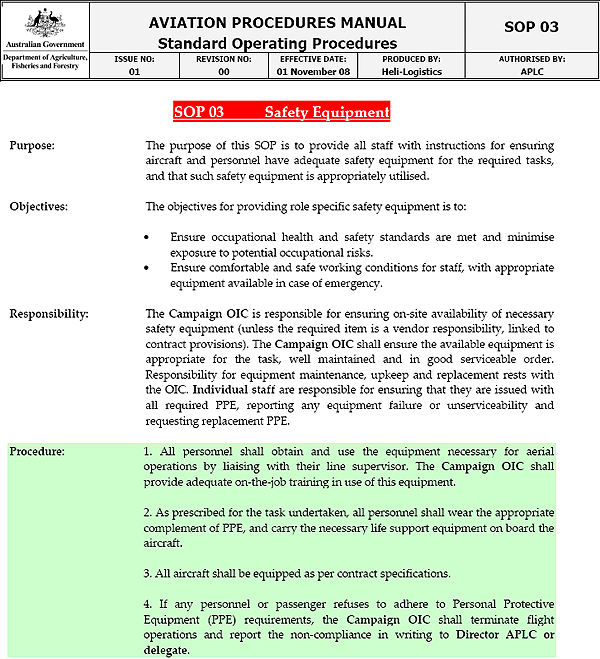 AVIATION PROCEDURES MANUAL
Standard Operating Procedures
SOP 03
Australian Government
Department of Agriculture,
Fisheries and Forestry
ISSUE NO:
01
REVISION NO:
00
EFFECTIVE DATE:
01 November 08
PRODUCED BY:
Heli-Logistics
AUTHORISED BY:
APLC
SOP 03 Safety Equipment
Purpose: The purpose of this SOP is to provide all staff with instructions for ensuring
aircraft and personnel have adequate safety equipment for the required tasks,
and that such safety equipment is appropriately utilised.
Objectives: The objectives for providing role specific safety equipment is to:
• Ensure occupational health and safety standards are met and minimise
exposure to potential occupational risks.
• Ensure comfortable and safe working conditions for staff, with appropriate
equipment available in case of emergency.
Responsibility: The Campaign OIC is responsible for ensuring on-site availability of necessary
safety equipment (unless the required item is a vendor responsibility, linked to
contract provisions). The Campaign OIC shall ensure the available equipment is
appropriate for the task, well maintained and in good serviceable order.
Responsibility for equipment maintenance, upkeep and replacement rests with
the OIC. Individual staff are responsible for ensuring that they are issued with
all required PPE, reporting any equipment failure or unserviceability and
requesting replacement PPE.
Procedure: 1. All personnel shall obtain and use the equipment necessary for aerial
operations by liaising with their line supervisor. The Campaign OIC shall
provide adequate on-the-job training in use of this equipment.
2. As prescribed for the task undertaken, all personnel shall wear the appropriate
complement of PPE, and carry the necessary life support equipment on board the
aircraft.
3. All aircraft shall be equipped as per contract specifications.
4. If any personnel or passenger refuses to adhere to Personal Protective
Equipment (PPE) requirements, the Campaign OIC shall terminate flight
operations and report the non-compliance in writing to Director APLC or
delegate.